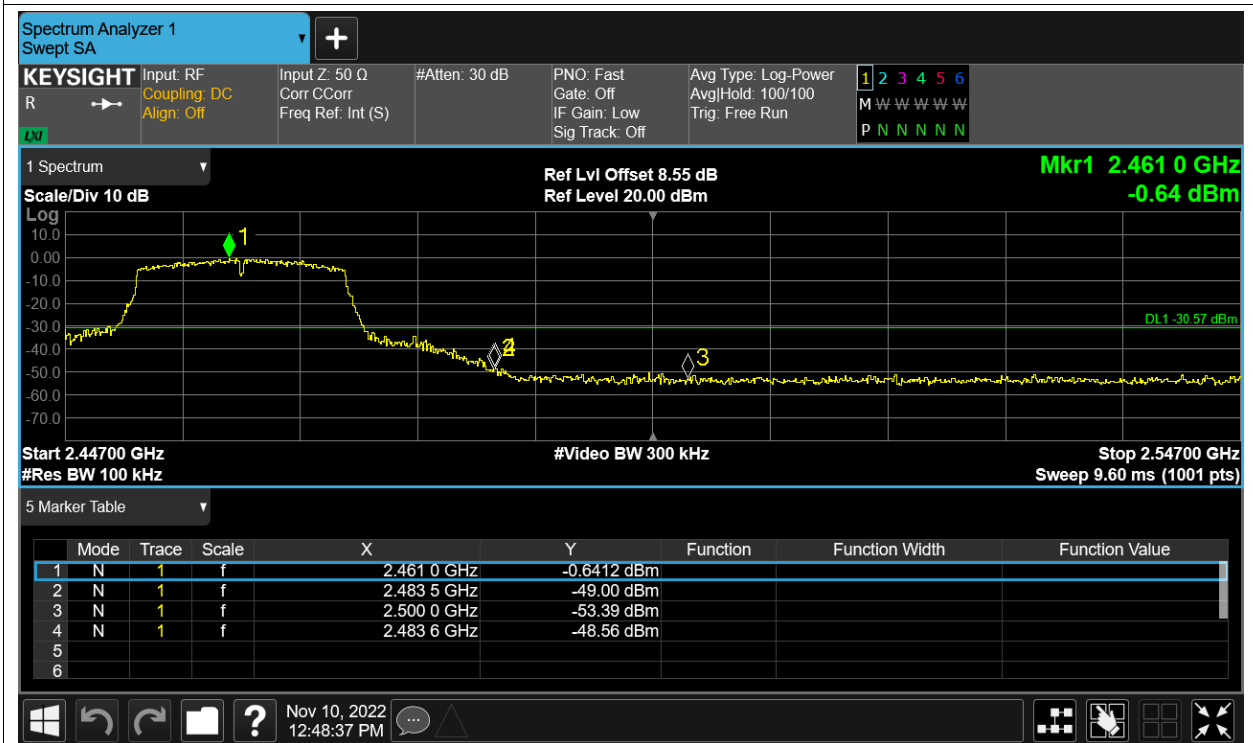 Spectrum Analyzer 1
Swept SA
+
KEYSIGHT
R
LXI
Input: RF
Coupling: DC
Align: Off
Input Z: 50 Ω
Corr CCorr
Freq Ref: Int (S)
#Atten: 30 dB
PNO: Fast
Gate: Off
IF Gain: Low
Sig Track: Off
Avg Type: Log-Power
Avg|Hold: 100/100
Trig: Free Run
1 2 3 4 5 6
M W W W W W
P N N N N N
1 Spectrum
Scale/Div 10 dB
Ref Lvl Offset 8.55 dB
Ref Level 20.00 dBm
Mkr1 2.461 0 GHz
-0.64 dBm
Log
10.0
0.00
-10.0
-20.0
-30.0
-40.0
-50.0
-60.0
-70.0
1
2
4
3
DL1 -30.57 dBm
Start 2.44700 GHz
#Res BW 100 kHz
#Video BW 300 kHz
Stop 2.54700 GHz
Sweep 9.60 ms (1001 pts)
5 Marker Table
Mode Trace Scale X Y Function Function Width Function Value
1 N 1 f 2.461 0 GHz -0.6412 dBm
2 N 1 f 2.483 5 GHz -49.00 dBm
3 N 1 f 2.500 0 GHz -53.39 dBm
4 N 1 f 2.483 6 GHz -48.56 dBm
5
6
?
Nov 10, 2022
12:48:37 PM